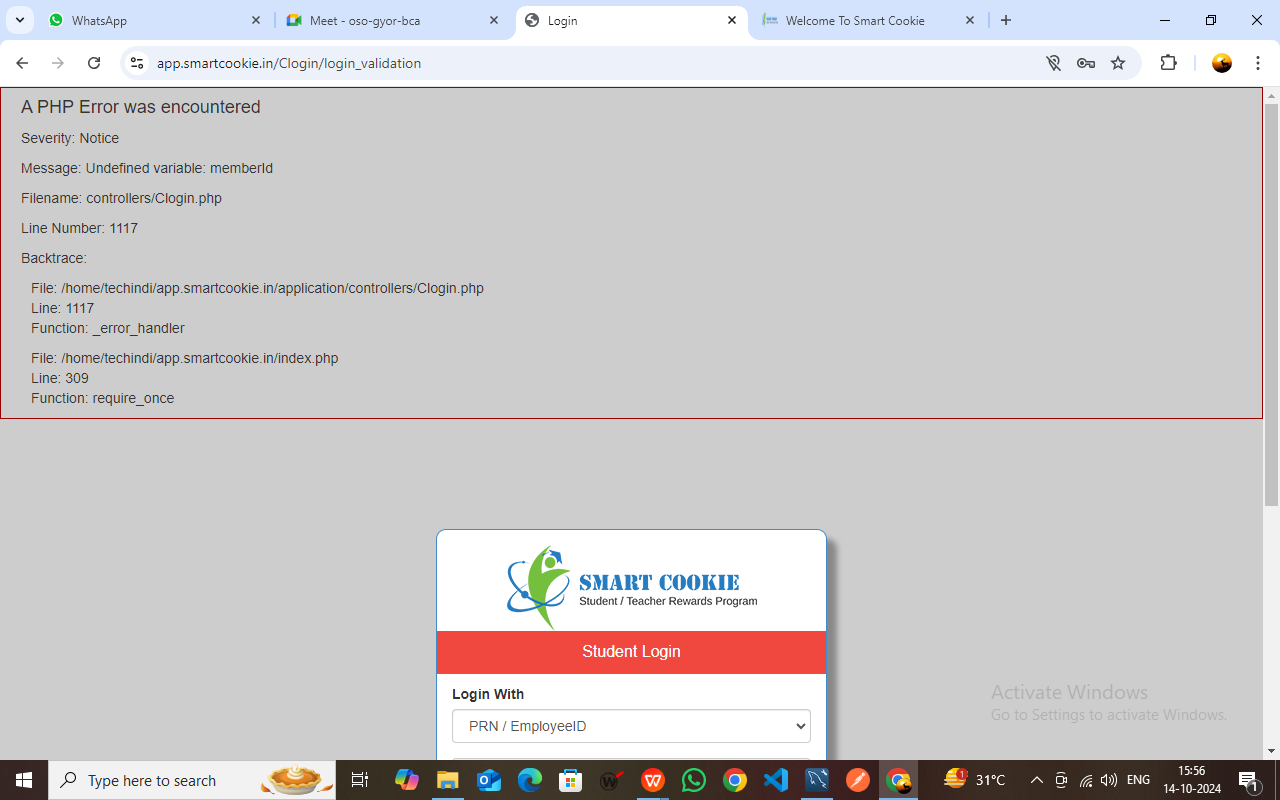 WhatsApp
Meet - oso-gyor-bca
Login
Welcome To Smart Cookie
app.smartcookie.in/Clogin/login_validation
A PHP Error was encountered
Severity: Notice
Message: Undefined variable: memberId
Filename: controllers/Clogin.php
Line Number: 1117
Backtrace:
File: /home/techindi/app.smartcookie.in/application/controllers/Clogin.php
Line: 1117
Function: _error_handler
File: /home/techindi/app.smartcookie.in/index.php
Line: 309
Function: require_once
SMART COOKIE
Student / Teacher Rewards Program
Student Login
Login With
PRN / EmployeeID
Activate Windows
Go to Settings to activate Windows.
Type here to search
1
31°C
ENG
15:56
14-10-2024
1